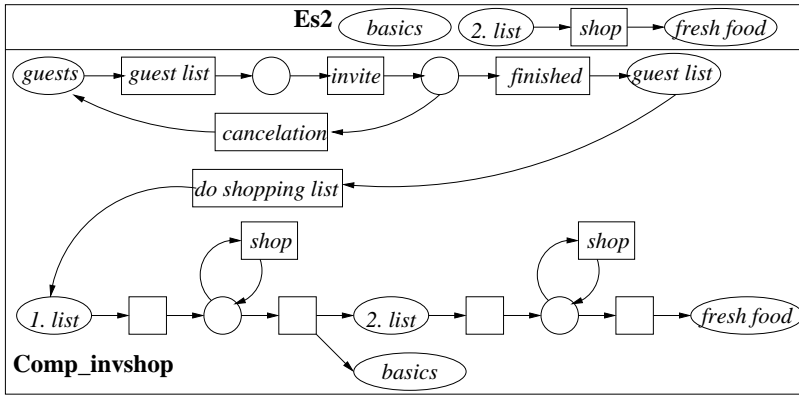 Es2 basics 2. list shop fresh food
guests guest list invite finished guest list
cancelation
do shopping list
shop shop
1. list 2. list fresh food
Comp_invshop basics